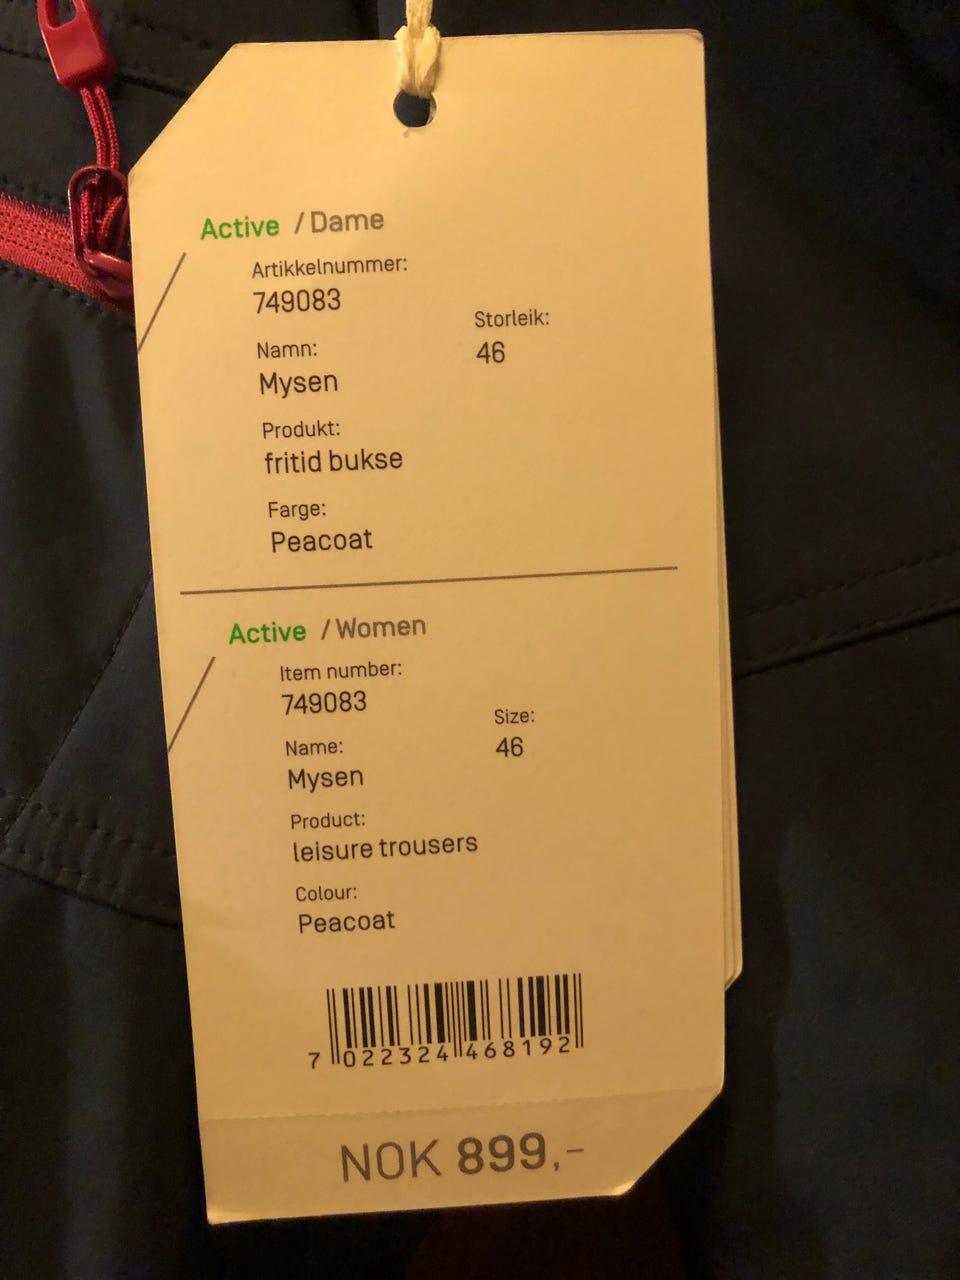 Active / Dame
Artikkelnummer:
749083
Storleik:
46
Namn:
Mysen
Produkt:
fritid bukse
Farge:
Peacoat
Active / Women
Item number:
749083
Size:
46
Name:
Mysen
Product:
leisure trousers
Colour:
Peacoat
7 022324 468192
NOK 899,-